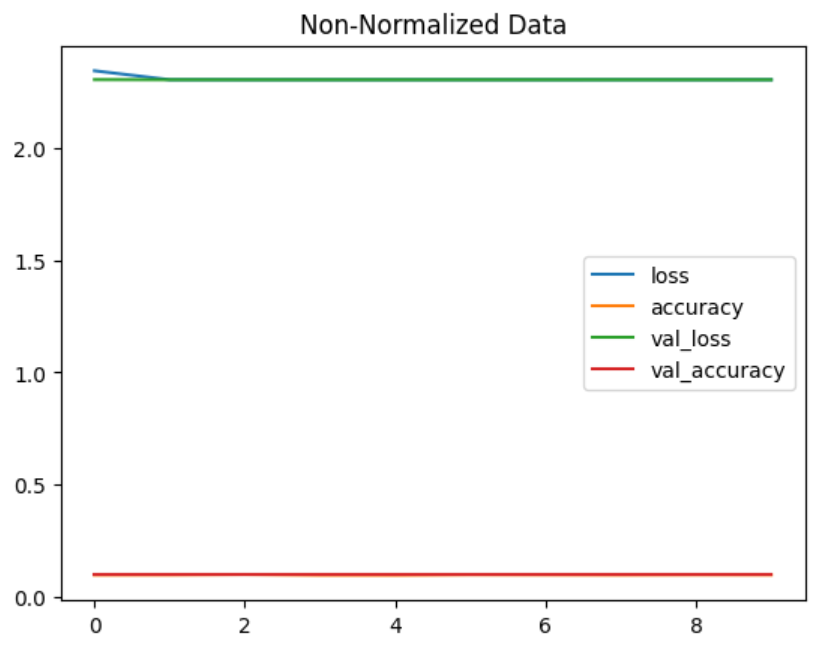 Non-Normalized Data
2.0
1.5
1.0
0.5
0.0
loss
accuracy
val_loss
val_accuracy
0 2 4 6 8